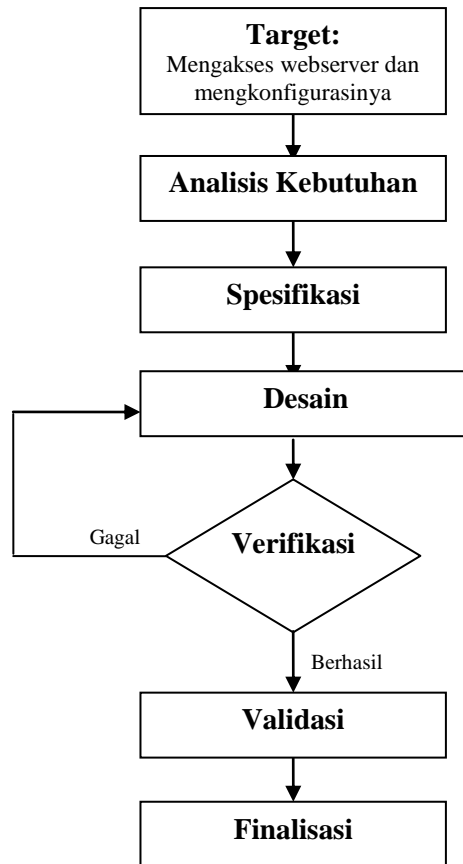 Target:
Mengakses webserver dan
mengkonfigurasinya
Analisis Kebutuhan
Spesifikasi
Desain
Gagal
Verifikasi
Berhasil
Validasi
Finalisasi